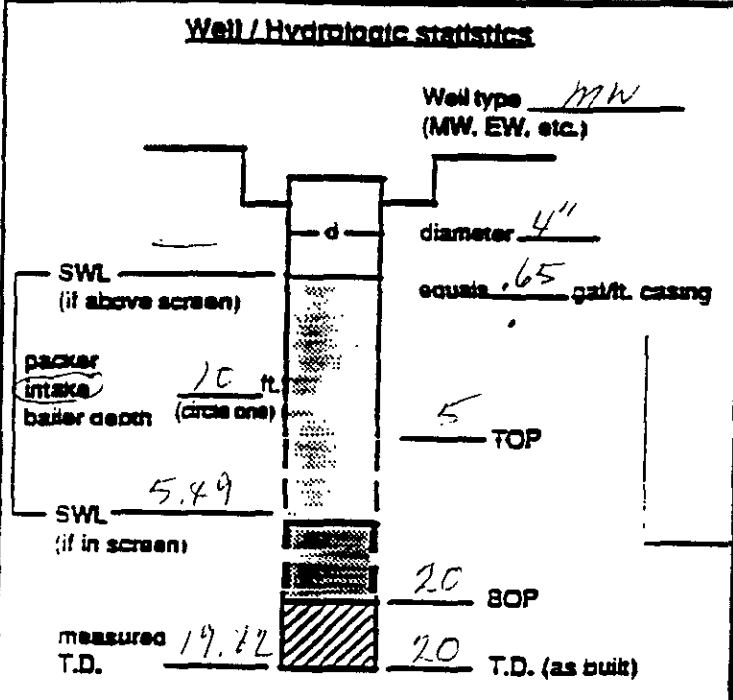 Well / Hydrologic statistics
Well type MW
(MW, EW, etc.)
d
diameter 4"
SWL —
(if above screen)
equals .65 gal/ft. casing
packer
intake 10 ft.
bailer depth (circle one)
5 TOP
SWL 5.49
(if in screen)
20 BOP
measured
T.D.
20 T.D. (as built)